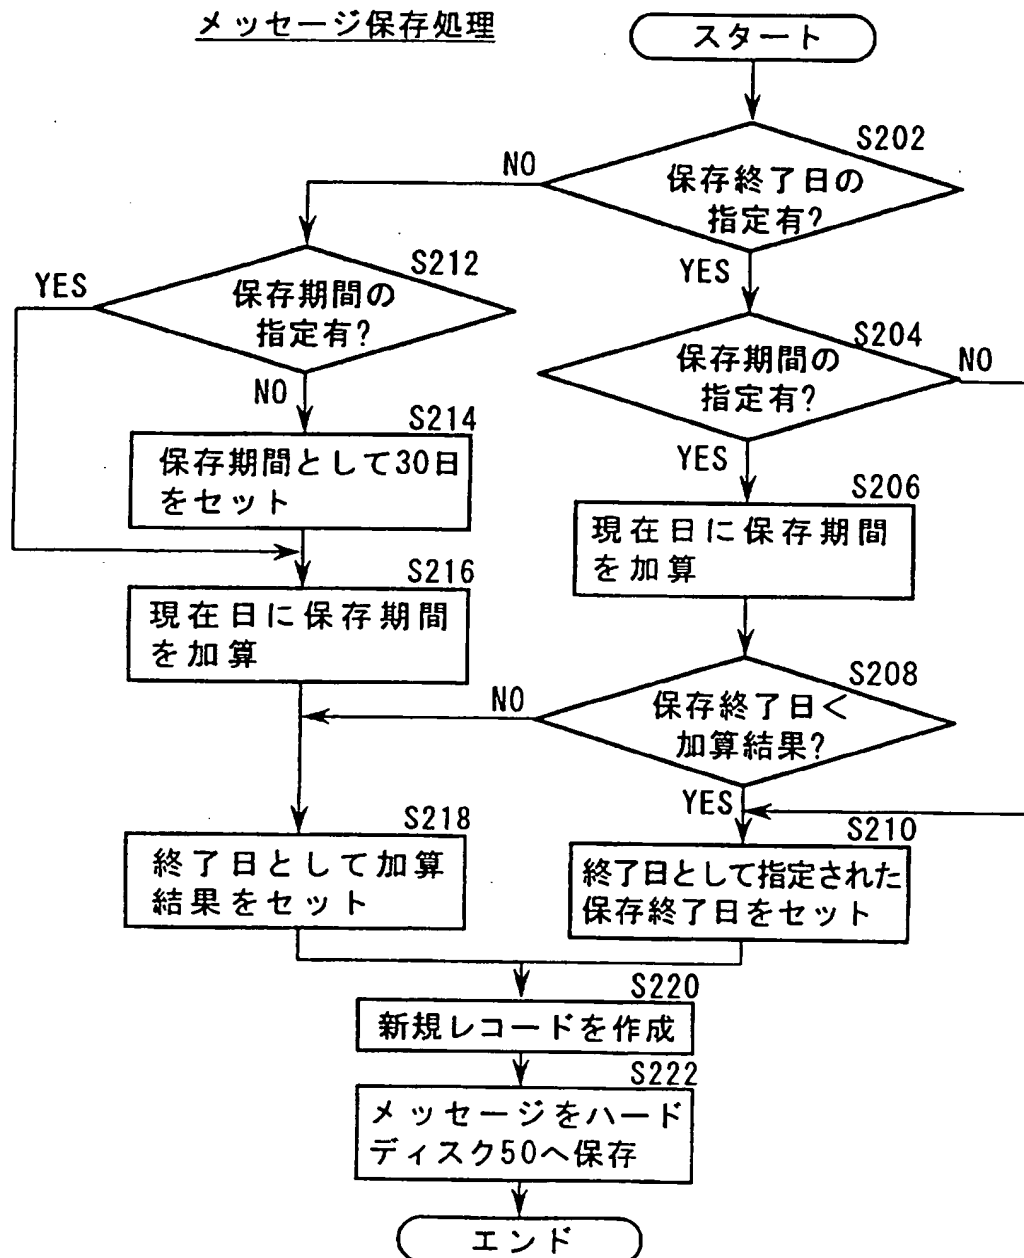 メッセージ保存処理
スタート
S202
保存終了日の
指定有?
NO
YES
S212
保存期間の
指定有?
YES
NO
S204
保存期間の
指定有?
NO
YES
S214
保存期間として30日
をセット
S206
現在日に保存期間
を加算
S216
現在日に保存期間
を加算
S208
保存終了日<
加算結果?
NO
YES
S218
終了日として加算
結果をセット
S210
終了日として指定された
保存終了日をセット
S220
新規レコードを作成
S222
メッセージをハード
ディスク50へ保存
エンド